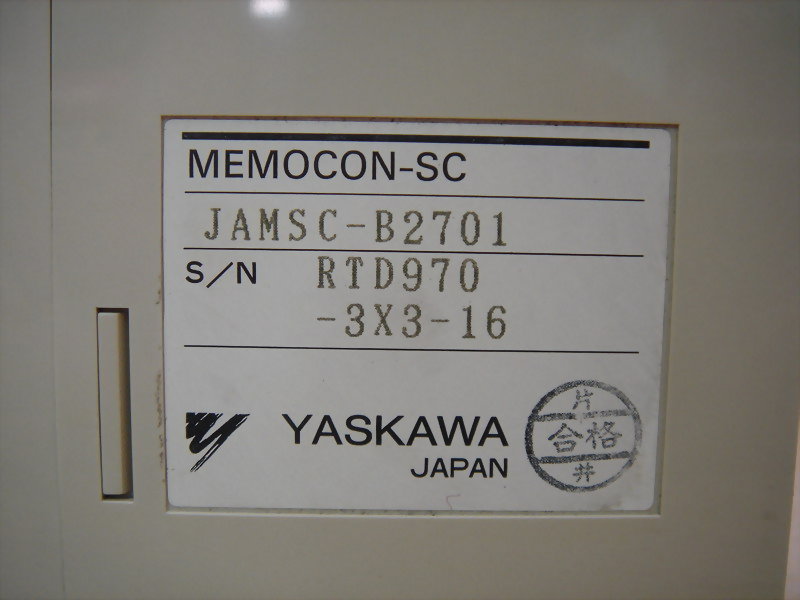 MEMOCON-SC
JAMSC-B2701
S/N RTD970
-3X3-16
YASKAWA
JAPAN
片
合格
井